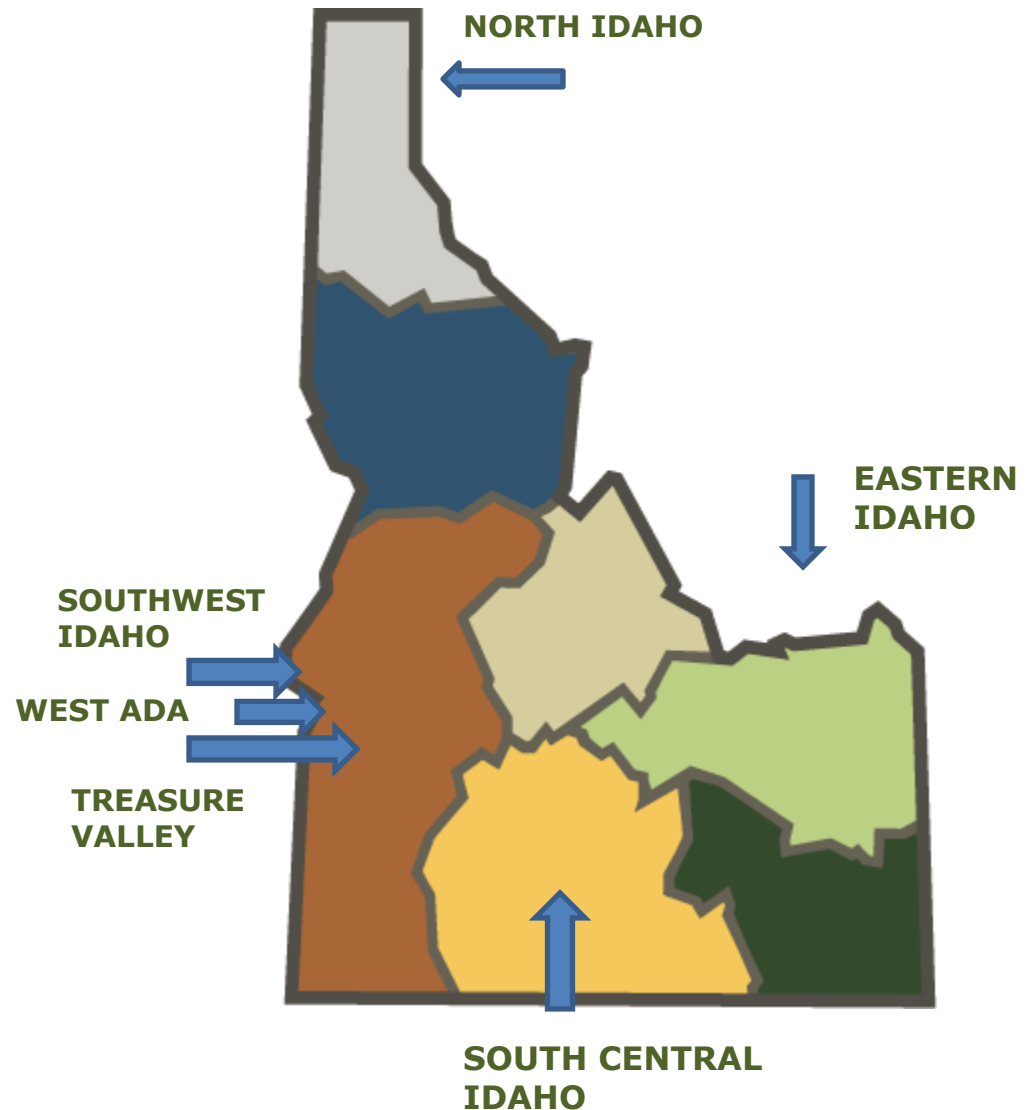 NORTH IDAHO
EASTERN
IDAHO
SOUTHWEST
IDAHO
WEST ADA
TREASURE
VALLEY
SOUTH CENTRAL
IDAHO